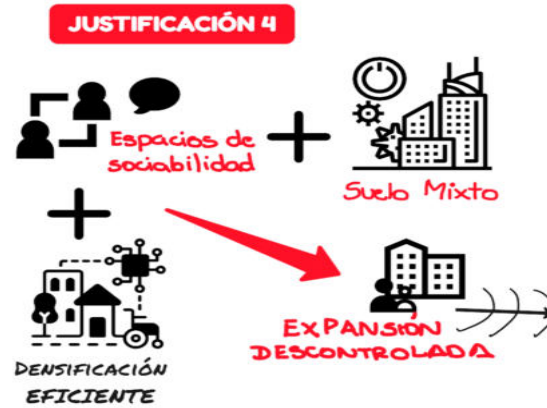 JUSTIFICACIÓN 4
Espacios de
sociabilidad
Suelo Mixto
DENSIFICACIÓN
EFICIENTE
EXPANSIÓN
DESCONTROLADA